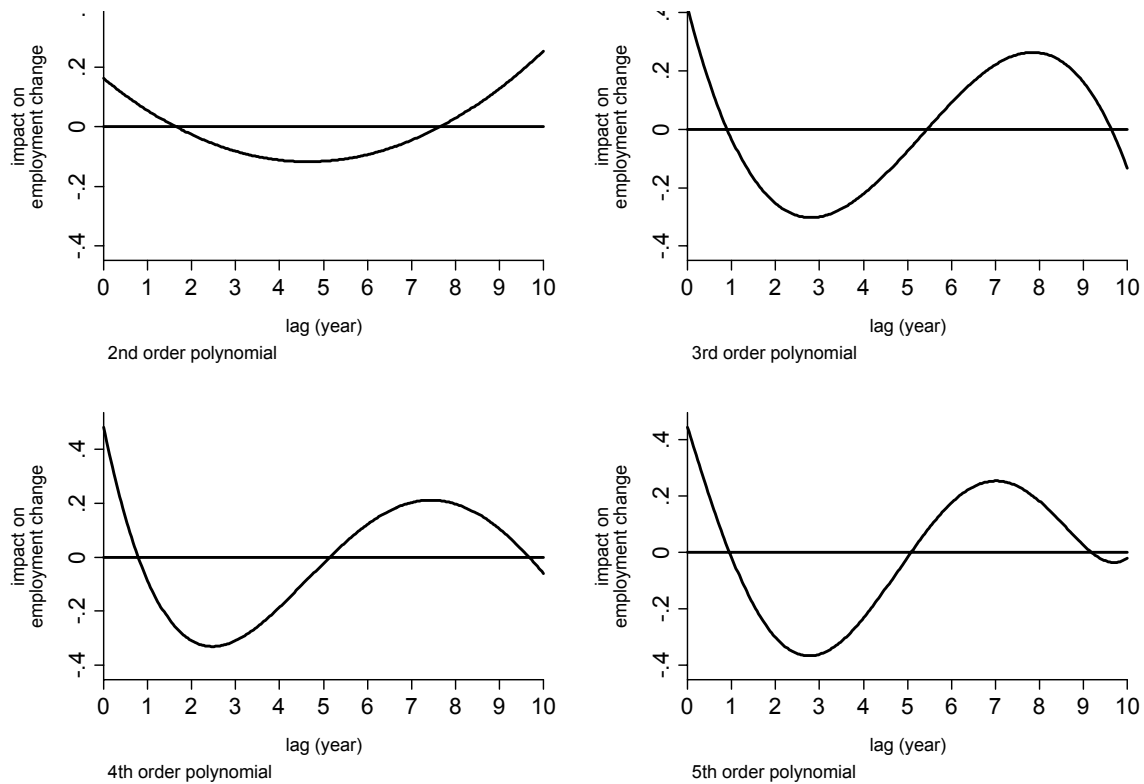 impact on
employment change
.2
0
-.2
-.4
0 1 2 3 4 5 6 7 8 9 10
lag (year)
2nd order polynomial
impact on
employment change
.2
0
-.2
-.4
0 1 2 3 4 5 6 7 8 9 10
lag (year)
3rd order polynomial
impact on
employment change
.4
.2
0
-.2
-.4
0 1 2 3 4 5 6 7 8 9 10
lag (year)
4th order polynomial
impact on
employment change
.4
.2
0
-.2
-.4
0 1 2 3 4 5 6 7 8 9 10
lag (year)
5th order polynomial